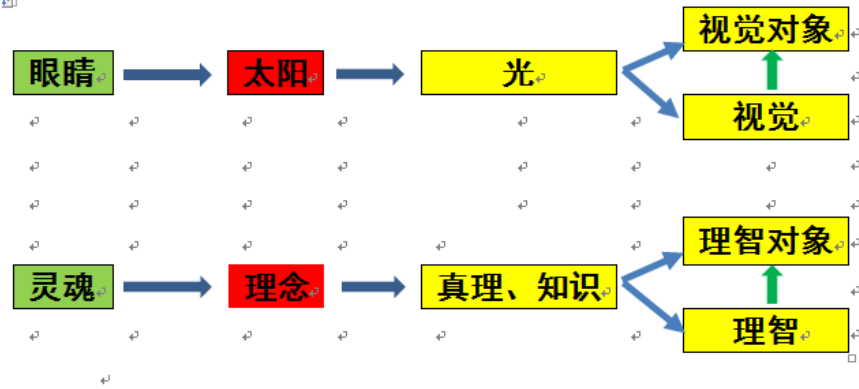 视觉对象
眼睛 太阳 光
视觉
理智对象
灵魂 理念 真理、知识
理智